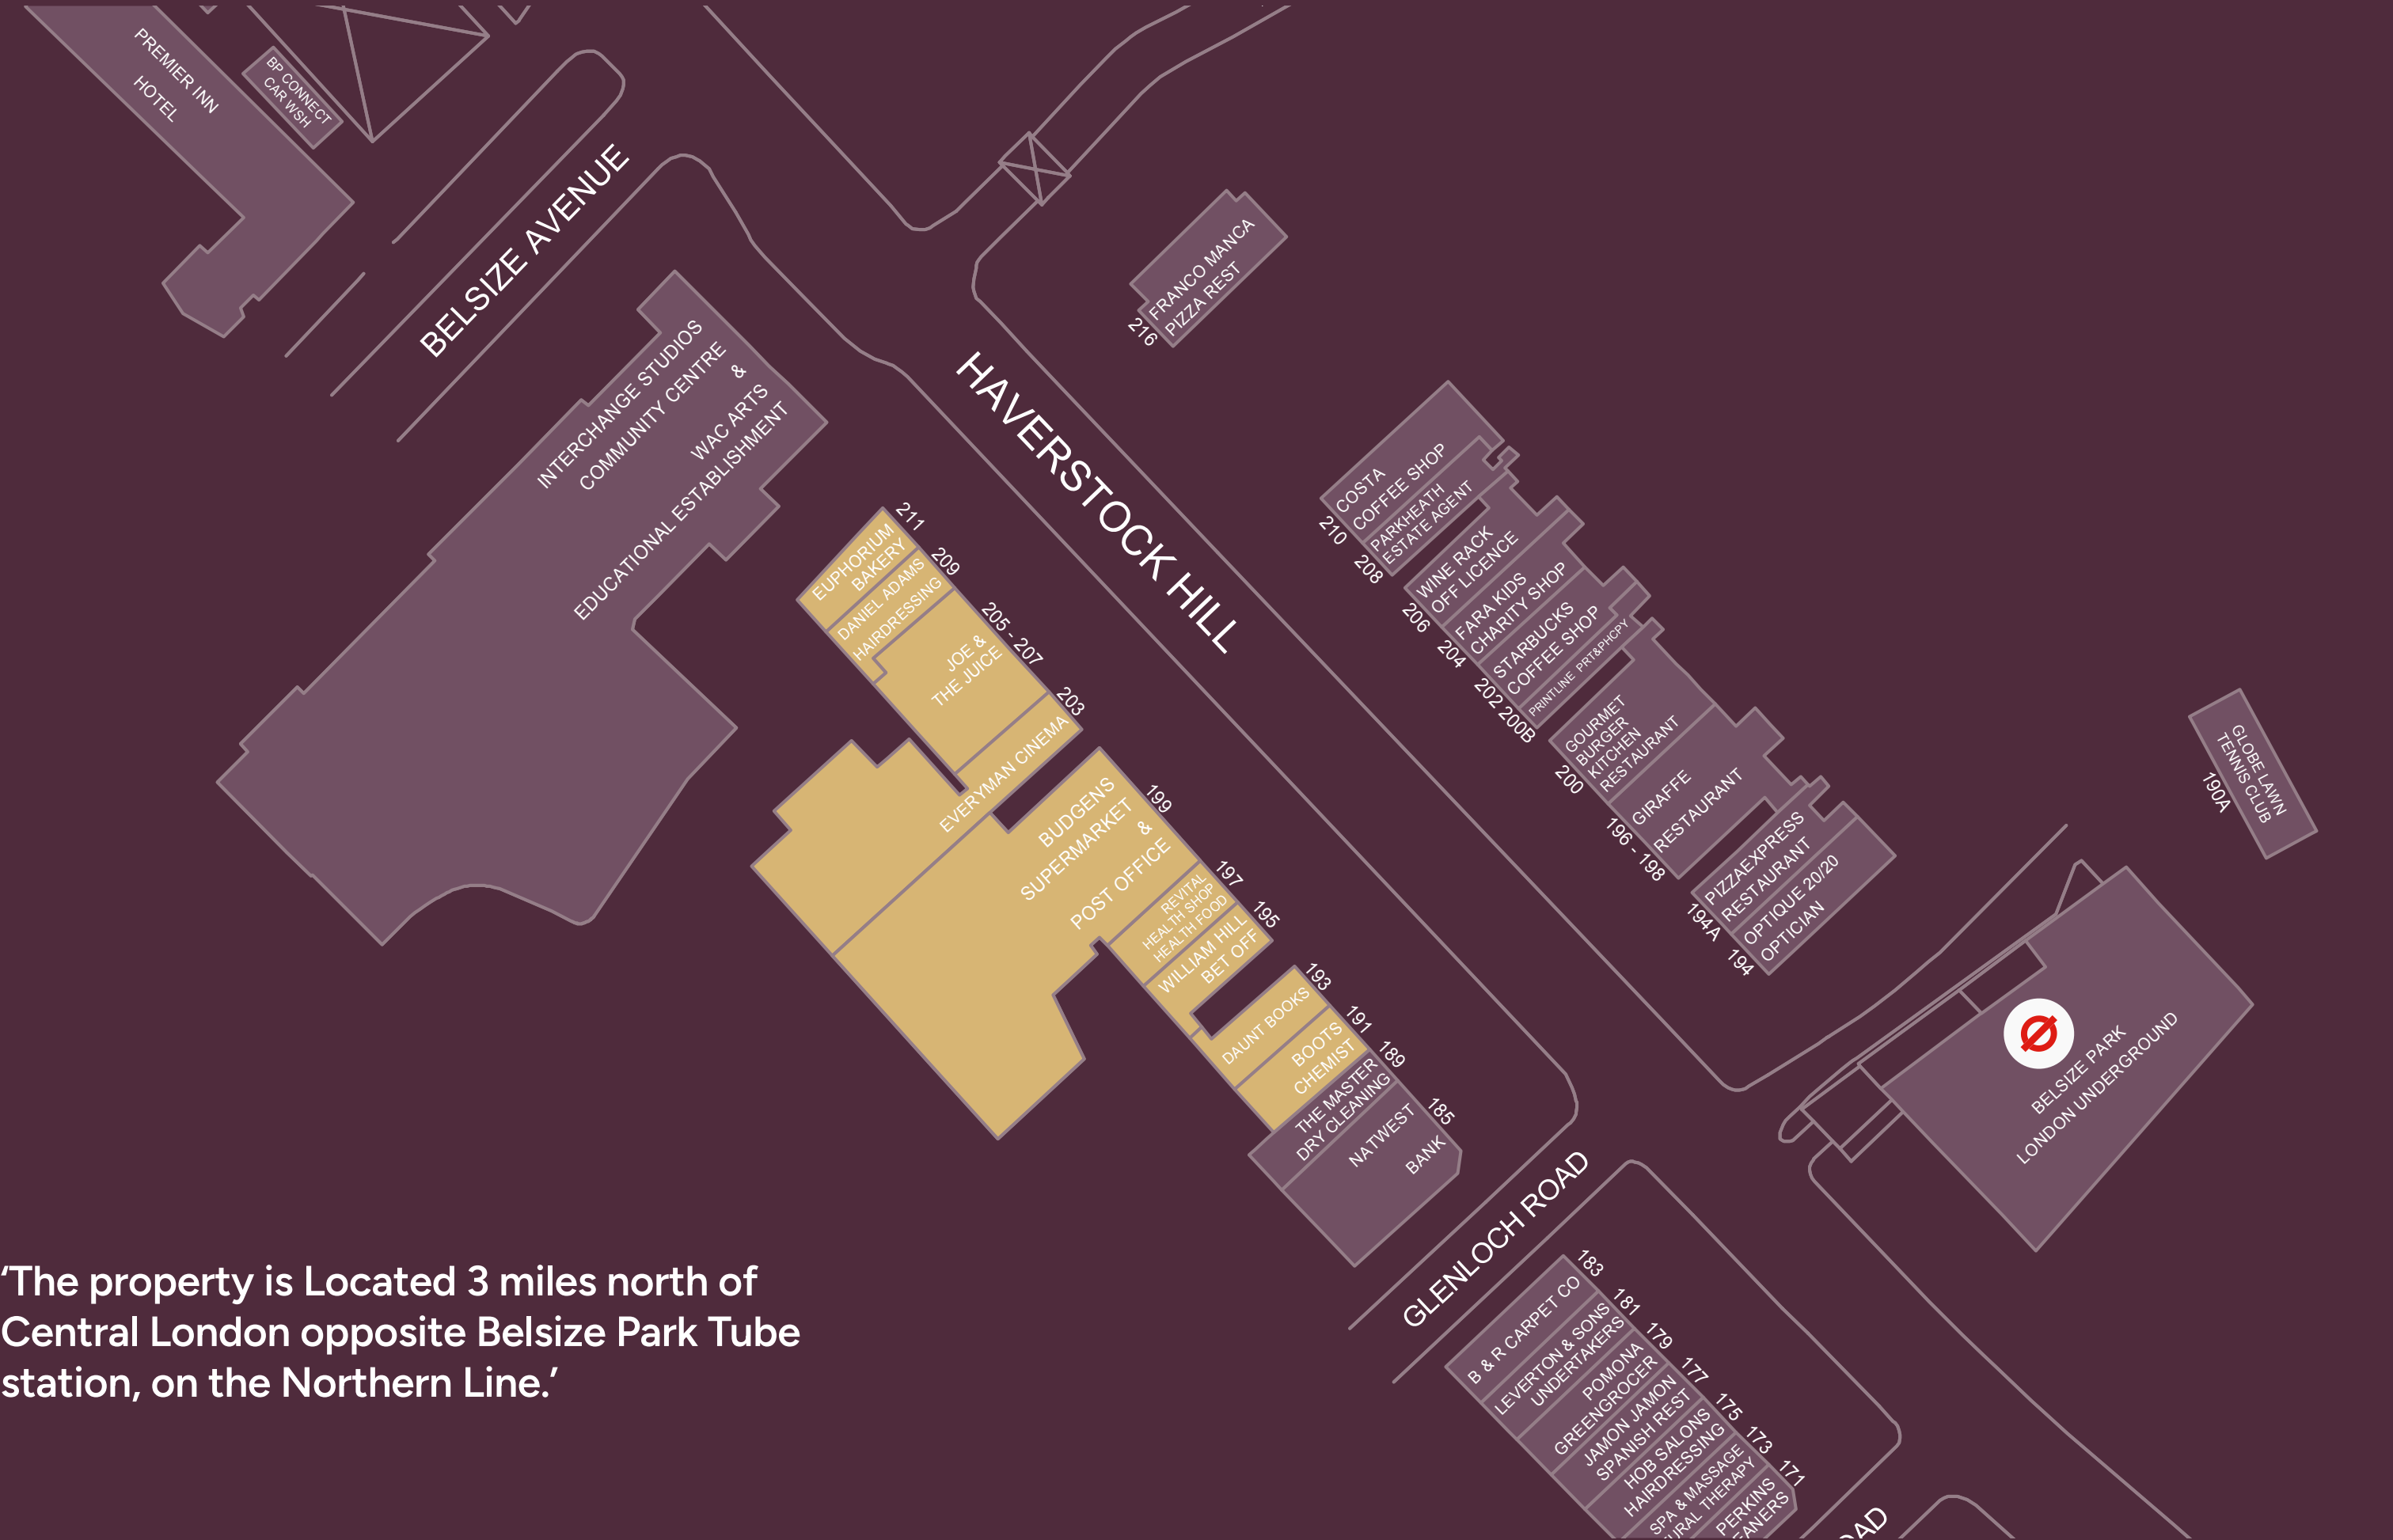 PREMIER INN
HOTEL
BP CONNECT
CAR WSH
BELSIZE AVENUE
INTERCHANGE STUDIOS
COMMUNITY CENTRE
&
WAC ARTS
EDUCATIONAL ESTABLISHMENT
HAVERSTOCK HILL
FRANCO MANCA
PIZZA REST
216
COSTA
COFFEE SHOP
210
PARKHEATH
ESTATE AGENT
208
WINE RACK
OFF LICENCE
206
FARA KIDS
CHARITY SHOP
204
STARBUCKS
COFFEE SHOP
202
PRINTLINE PRT&PHCPY
200B
GOURMET
BURGER
KITCHEN
RESTAURANT
200
GIRAFFE
RESTAURANT
196 - 198
PIZZAEXPRESS
RESTAURANT
194A
OPTIQUE 20/20
OPTICIAN
194
GLOBE LAWN
TENNIS CLUB
190A
BELSIZE PARK
LONDON UNDERGROUND
211
EUPHORIUM
BAKERY
209
DANIEL ADAMS
HAIRDRESSING
205 - 207
JOE &
THE JUICE
203
EVERYMAN CINEMA
199
BUDGENS
SUPERMARKET
&
POST OFFICE
197
REVITAL
HEALTH SHOP
HEALTH FOOD
195
WILLIAM HILL
BET OFF
193
DAUNT BOOKS
191
BOOTS
CHEMIST
189
THE MASTER
DRY CLEANING
185
NATWEST
BANK
GLENLOCH ROAD
183
B & R CARPET CO
181
LEVERTON & SONS
UNDERTAKERS
179
POMONA
GREENGROCER
177
JAMON JAMON
SPANISH REST
175
HOB SALONS
HAIRDRESSING
173
SPA & MASSAGE
THERAPY
171
PERKINS
‘The property is Located 3 miles north of
Central London opposite Belsize Park Tube
station, on the Northern Line.’